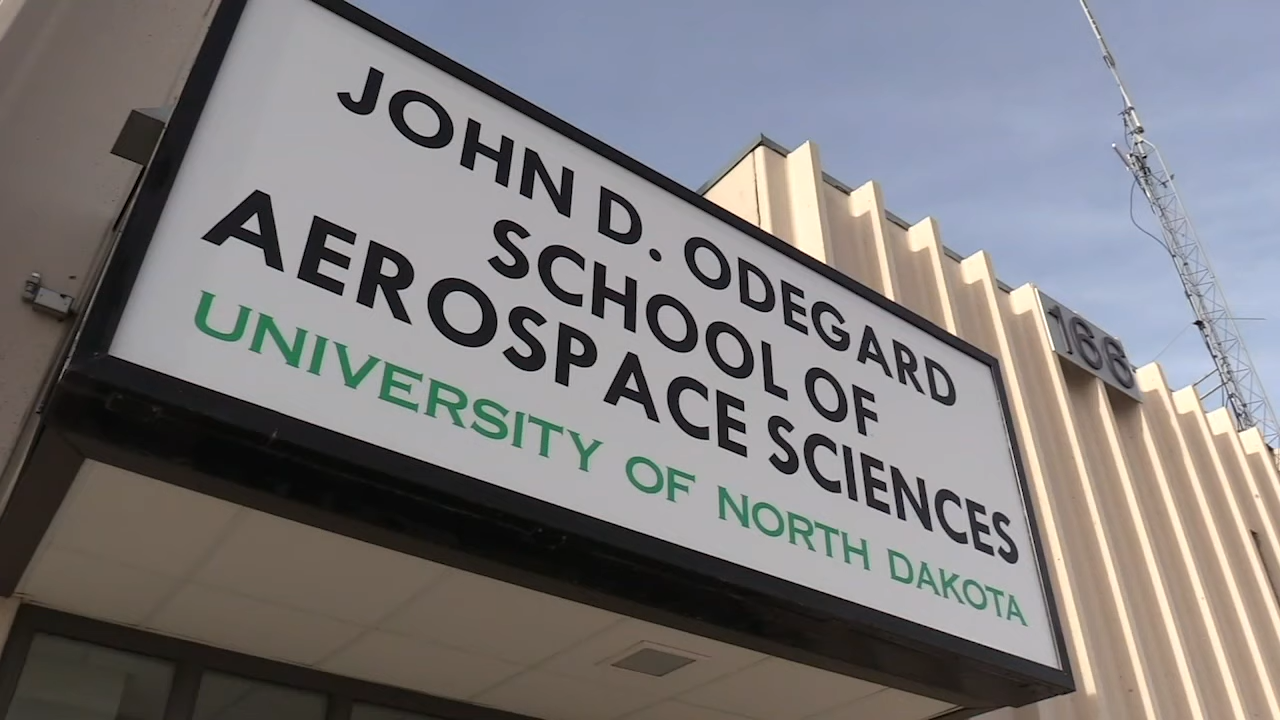 JOHN D. ODEGARD
SCHOOL OF
AEROSPACE SCIENCES
UNIVERSITY OF NORTH DAKOTA
166